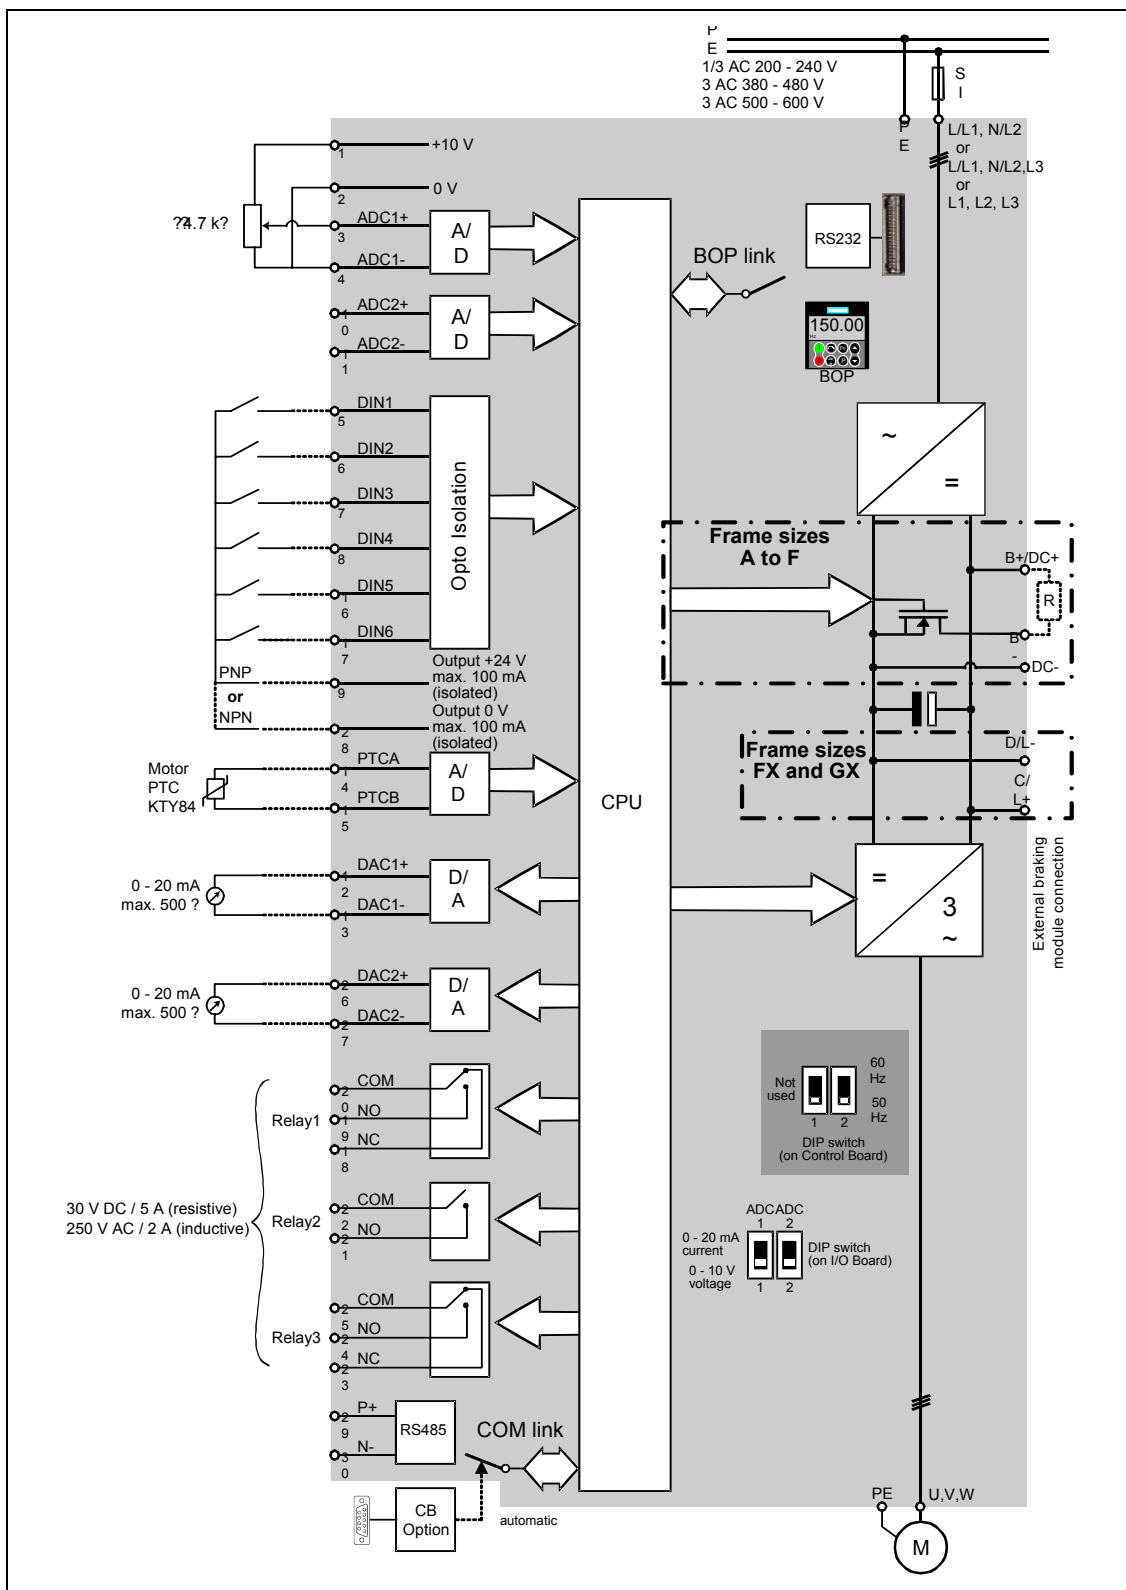 P
E
1/3 AC 200 - 240 V
3 AC 380 - 480 V
3 AC 500 - 600 V
S
I
P
E
L/L1, N/L2
or
L/L1, N/L2,L3
or
L1, L2, L3
1
+10 V
2
0 V
4.7 k?
ADC1+
3
ADC1-
4
A/
D
ADC2+
1
0
ADC2-
1
1
A/
D
BOP link
RS232
150.00
Hz
Fn
P
BOP
DIN1
5
DIN2
6
DIN3
7
DIN4
8
DIN5
1
6
DIN6
1
7
Opto Isolation
PNP
or
NPN
9
Output +24 V
max. 100 mA
(isolated)
2
8
Output 0 V
max. 100 mA
(isolated)
~
=
Frame sizes
A to F
B+/DC+
R
B
-
DC-
Frame sizes
FX and GX
D/L-
C/
L+
External braking
module connection
Motor
PTC
KTY84
PTCA
1
4
PTCB
1
5
A/
D
CPU
0 - 20 mA
max. 500 ?
DAC1+
1
2
DAC1-
1
3
D/
A
=
3
~
0 - 20 mA
max. 500 ?
DAC2+
2
6
DAC2-
2
7
D/
A
30 V DC / 5 A (resistive)
250 V AC / 2 A (inductive)
Relay1
COM
2
0
NO
1
9
NC
1
8
Relay2
COM
2
2
NO
2
1
Relay3
COM
2
5
NO
2
4
NC
2
3
Not
used
60
Hz
50
Hz
1
2
DIP switch
(on Control Board)
ADC ADC
1 2
0 - 20 mA
current
0 - 10 V
voltage
1 2
DIP switch
(on I/O Board)
P+
2
9
N-
3
0
RS485
COM link
CB
Option
automatic
PE
U,V,W
M